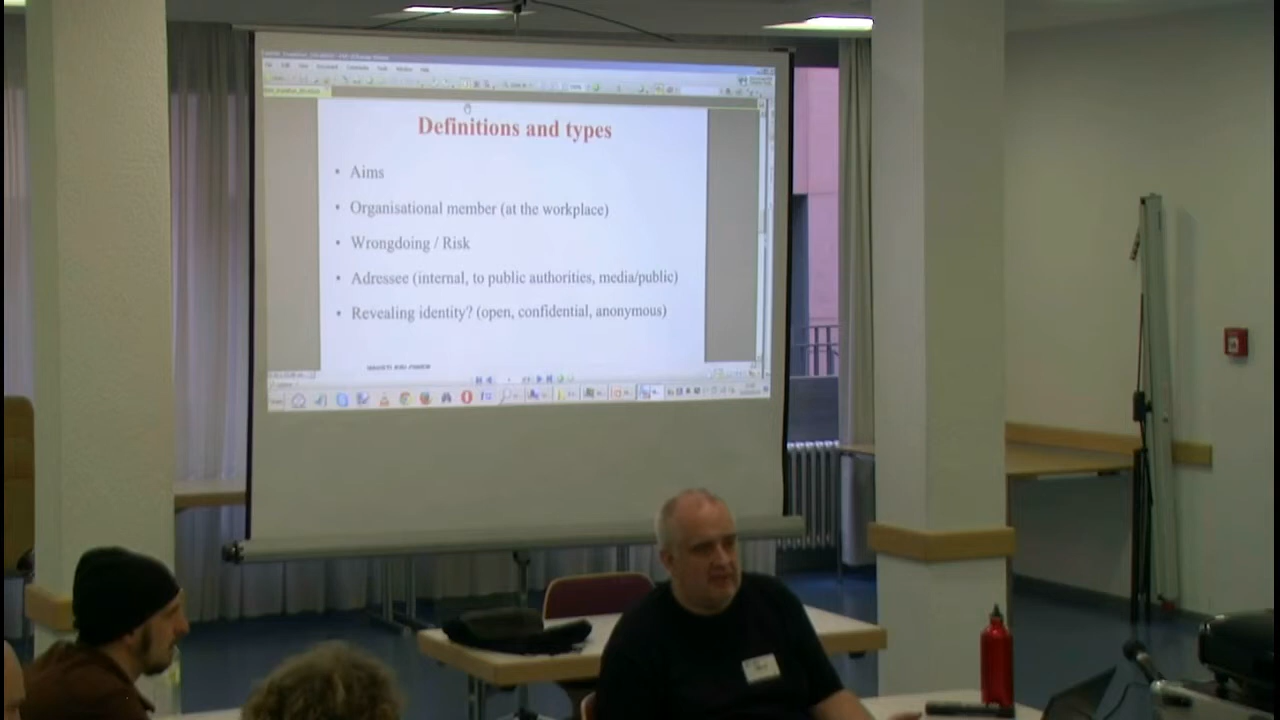 Definitions and types
• Aims
• Organisational member (at the workplace)
• Wrongdoing / Risk
• Adressee (internal, to public authorities, media/public)
• Revealing identity? (open, confidential, anonymous)